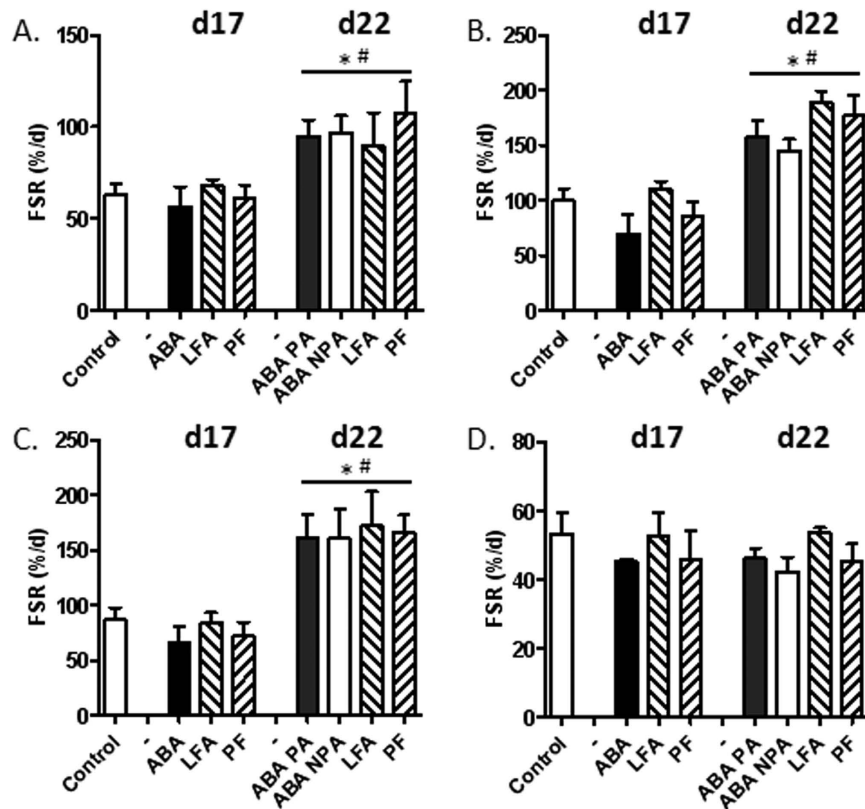 A. d17 d22
* #
150
100
50
0
FSR (%/d)
Control - ABA LFA PF - ABA PA ABA NPA LFA PF
B. d17 d22
* #
250
200
150
100
50
0
FSR (%/d)
Control - ABA LFA PF - ABA PA ABA NPA LFA PF
C. d17 d22
* #
250
200
150
100
50
0
FSR (%/d)
Control - ABA LFA PF - ABA PA ABA NPA LFA PF
D. d17 d22
80
60
40
20
0
FSR (%/d)
Control - ABA LFA PF - ABA PA ABA NPA LFA PF